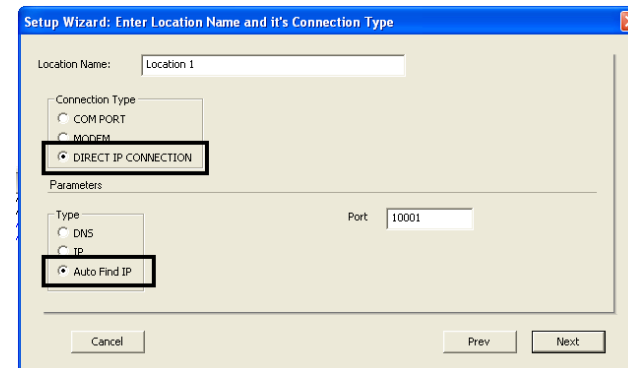 Setup Wizard: Enter Location Name and it's Connection Type
Location Name: Location 1
Connection Type
COM PORT
MODEM
DIRECT IP CONNECTION
Parameters
Type
Port 10001
DNS
IP
Auto Find IP
Cancel Prev Next